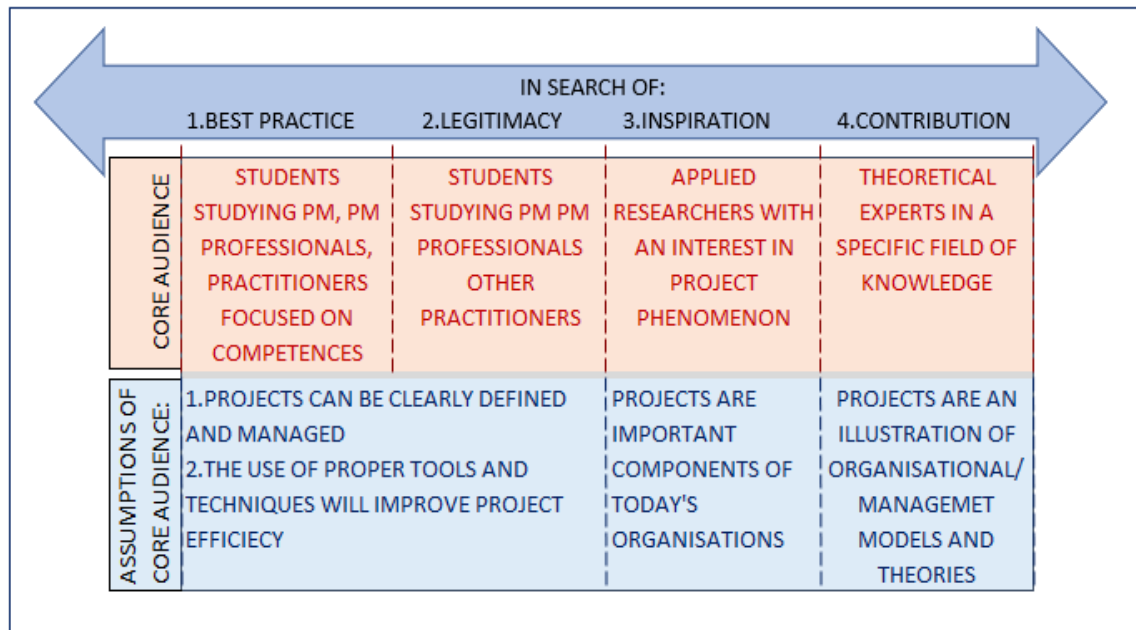 IN SEARCH OF:
1.BEST PRACTICE
2.LEGITIMACY
3.INSPIRATION
4.CONTRIBUTION
CORE AUDIENCE
STUDENTS
STUDYING PM, PM
PROFESSIONALS,
PRACTITIONERS
FOCUSED ON
COMPETENCES
STUDENTS
STUDYING PM PM
PROFESSIONALS
OTHER
PRACTITIONERS
APPLIED
RESEARCHERS WITH
AN INTEREST IN
PROJECT
PHENOMENON
THEORETICAL
EXPERTS IN A
SPECIFIC FIELD OF
KNOWLEDGE
ASSUMPTIONS OF
CORE AUDIENCE:
1.PROJECTS CAN BE CLEARLY DEFINED
AND MANAGED
2.THE USE OF PROPER TOOLS AND
TECHNIQUES WILL IMPROVE PROJECT
EFFICIECY
PROJECTS ARE
IMPORTANT
COMPONENTS OF
TODAY'S
ORGANISATIONS
PROJECTS ARE AN
ILLUSTRATION OF
ORGANISATIONAL/
MANAGEMET
MODELS AND
THEORIES